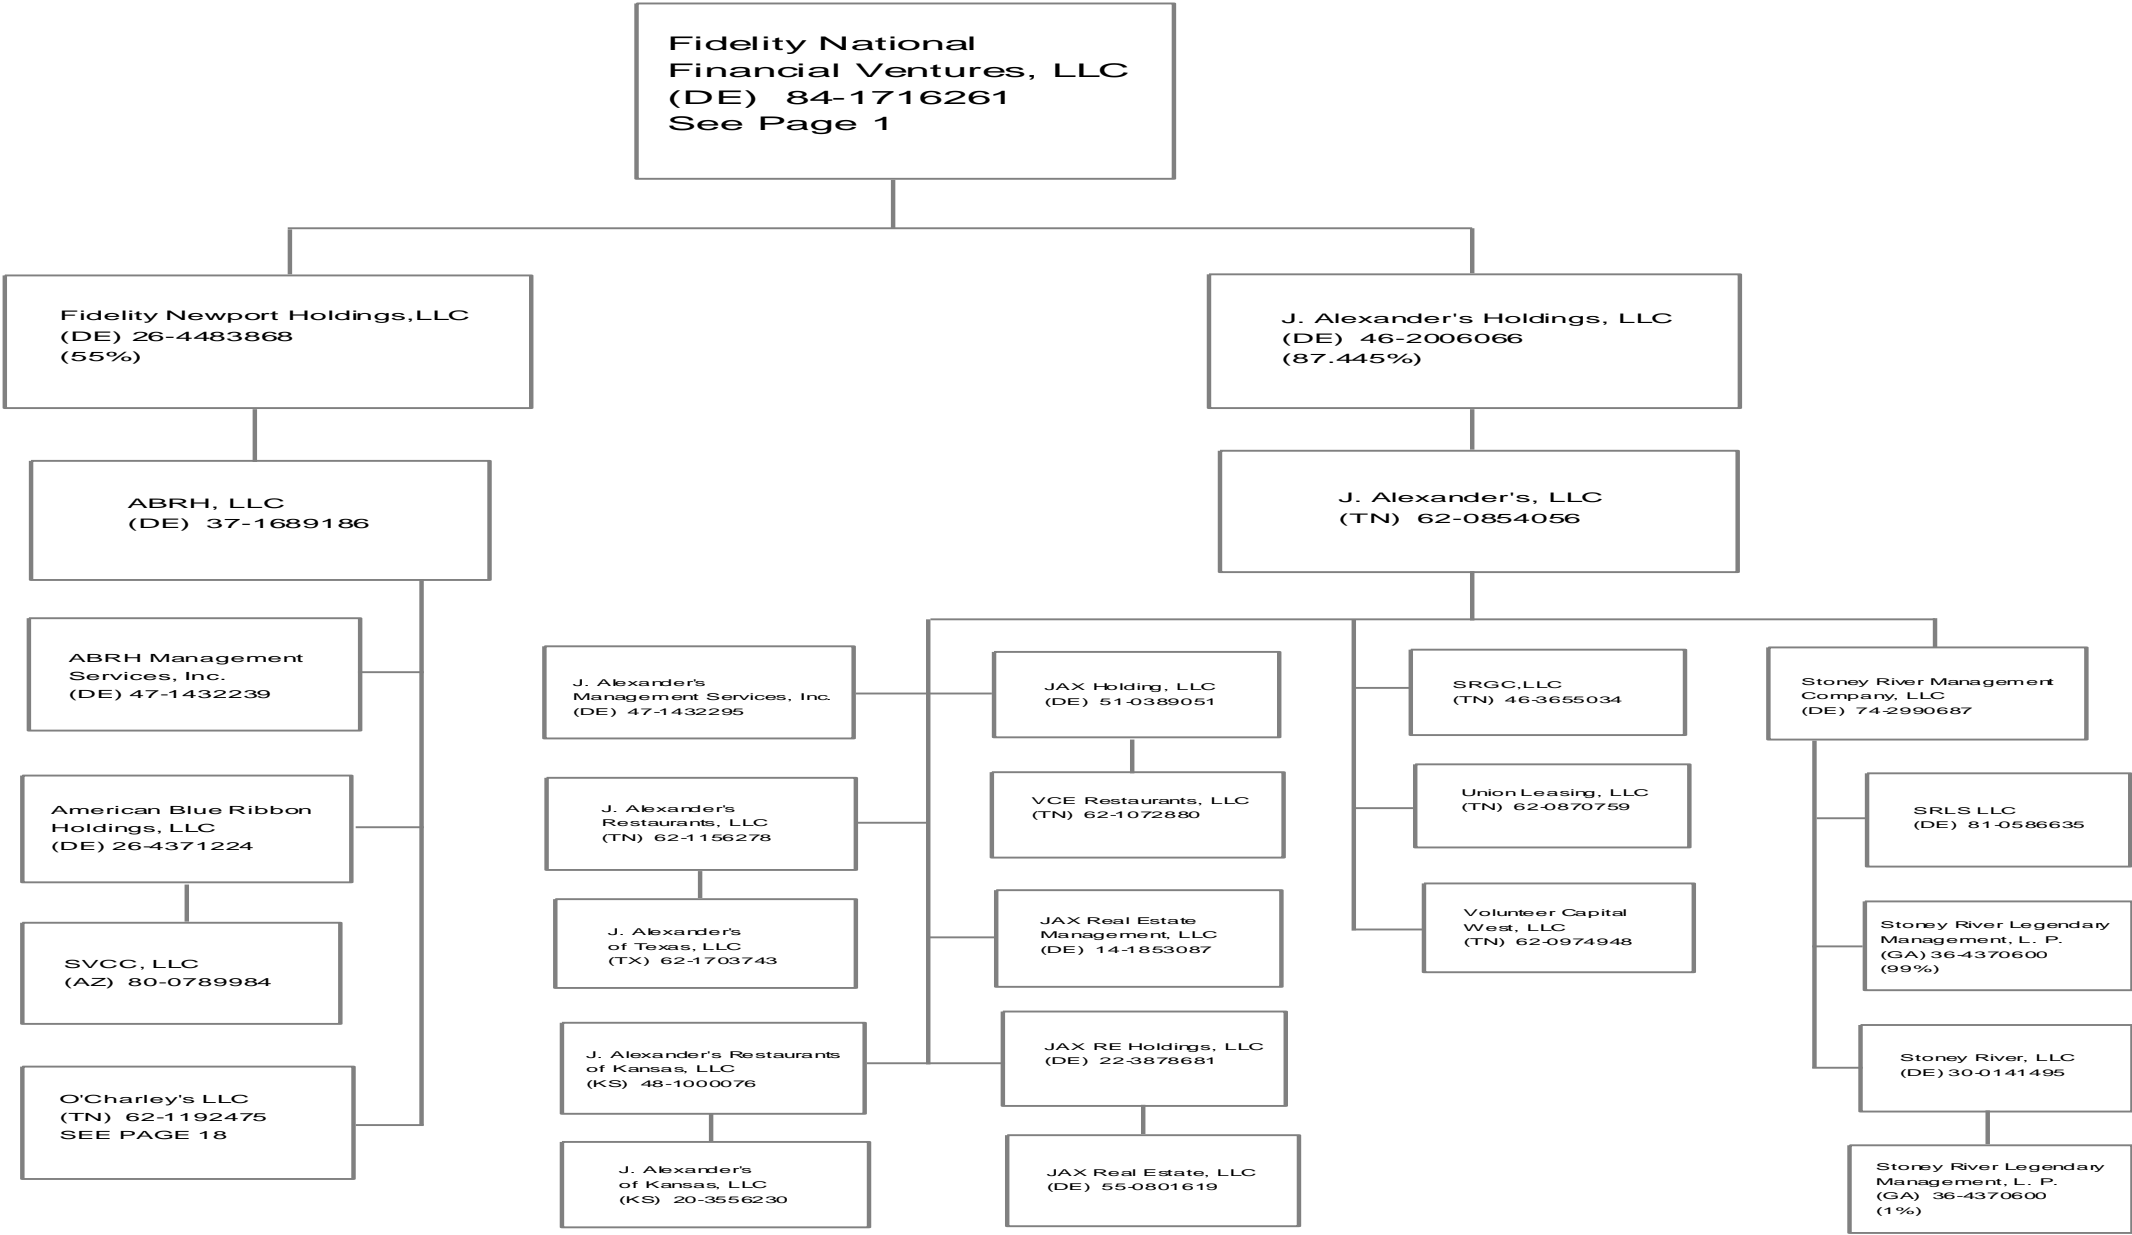 Fidelity National
Financial Ventures, LLC
(DE) 84-1716261
See Page 1
Fidelity Newport Holdings,LLC
(DE) 26-4483868
(55%)
J. Alexander's Holdings, LLC
(DE) 46-2006066
(87.445%)
ABRH, LLC
(DE) 37-1689186
J. Alexander's, LLC
(TN) 62-0854056
ABRH Management
Services, Inc.
(DE) 47-1432239
American Blue Ribbon
Holdings, LLC
(DE) 26-4371224
SVCC, LLC
(AZ) 80-0789984
O'Charley's LLC
(TN) 62-1192475
SEE PAGE 18
J. Alexander's
Management Services, Inc.
(DE) 47-1432295
J. Alexander's
Restaurants, LLC
(TN) 62-1156278
J. Alexander's
of Texas, LLC
(TX) 62-1703743
J. Alexander's Restaurants
of Kansas, LLC
(KS) 48-1000076
J. Alexander's
of Kansas, LLC
(KS) 20-3556230
JAX Holding, LLC
(DE) 51-0389051
VCE Restaurants, LLC
(TN) 62-1072880
JAX Real Estate
Management, LLC
(DE) 14-1853087
JAX RE Holdings, LLC
(DE) 22-3878681
JAX Real Estate, LLC
(DE) 55-0801619
SRGC,LLC
(TN) 46-3655034
Union Leasing, LLC
(TN) 62-0870759
Volunteer Capital
West, LLC
(TN) 62-0974948
Stoney River Management
Company, LLC
(DE) 74-2990687
SRLS LLC
(DE) 81-0586635
Stoney River Legendary
Management, L. P.
(GA) 36-4370600
(99%)
Stoney River, LLC
(DE) 30-0141495
Stoney River Legendary
Management, L. P.
(GA) 36-4370600
(1%)